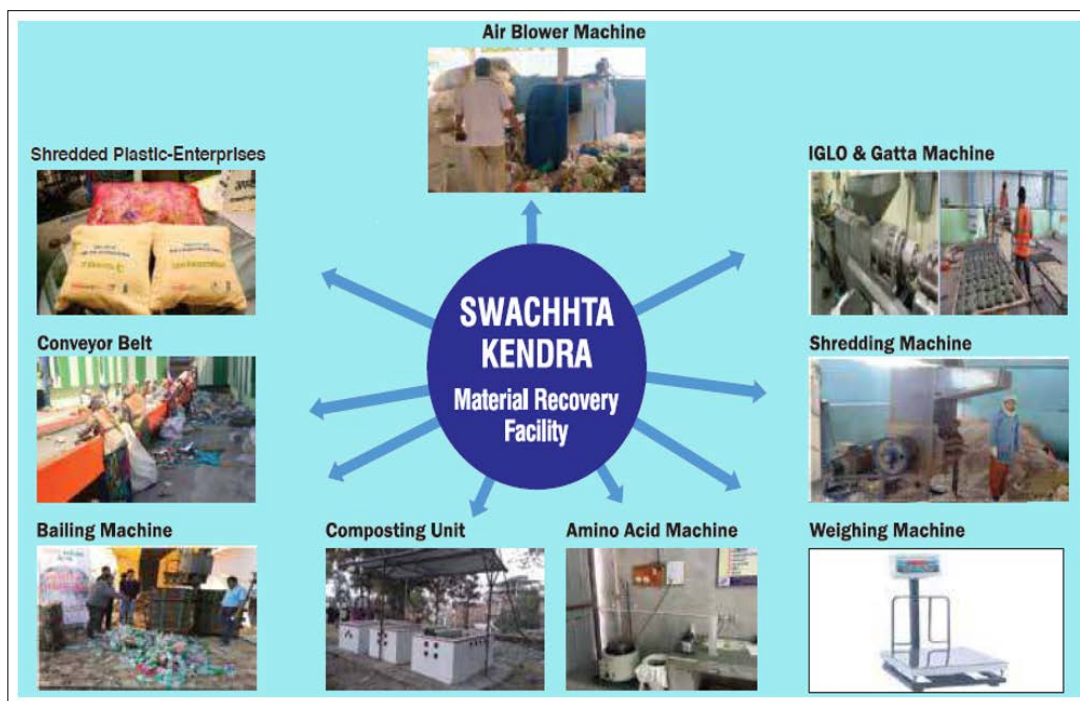 Air Blower Machine
Shredded Plastic-Enterprises
IGLO & Gatta Machine
SWACHHTA
KENDRA
Material Recovery
Facility
Conveyor Belt
Shredding Machine
Bailing Machine
Composting Unit
Amino Acid Machine
Weighing Machine